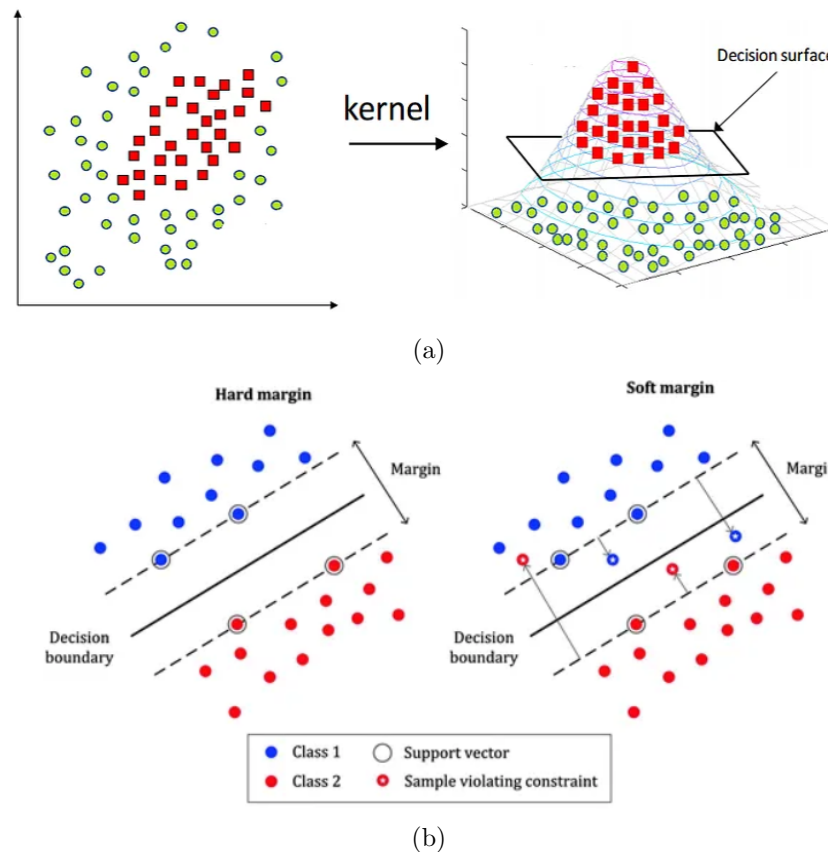 Decision surface
kernel
(a)
Hard margin
Soft margin
Margin
Margin
Decision
boundary
Decision
boundary
Class 1
Support vector
Class 2
Sample violating constraint
(b)